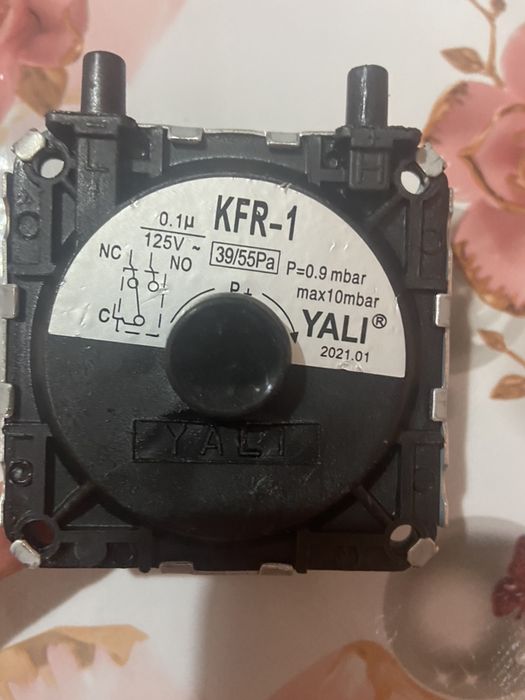 L
H
0.1µ
125V ~
KFR-1
39/55Pa
P=0.9 mbar
max10mbar
NC
NO
C
P+
YALI®
2021.01
YALI